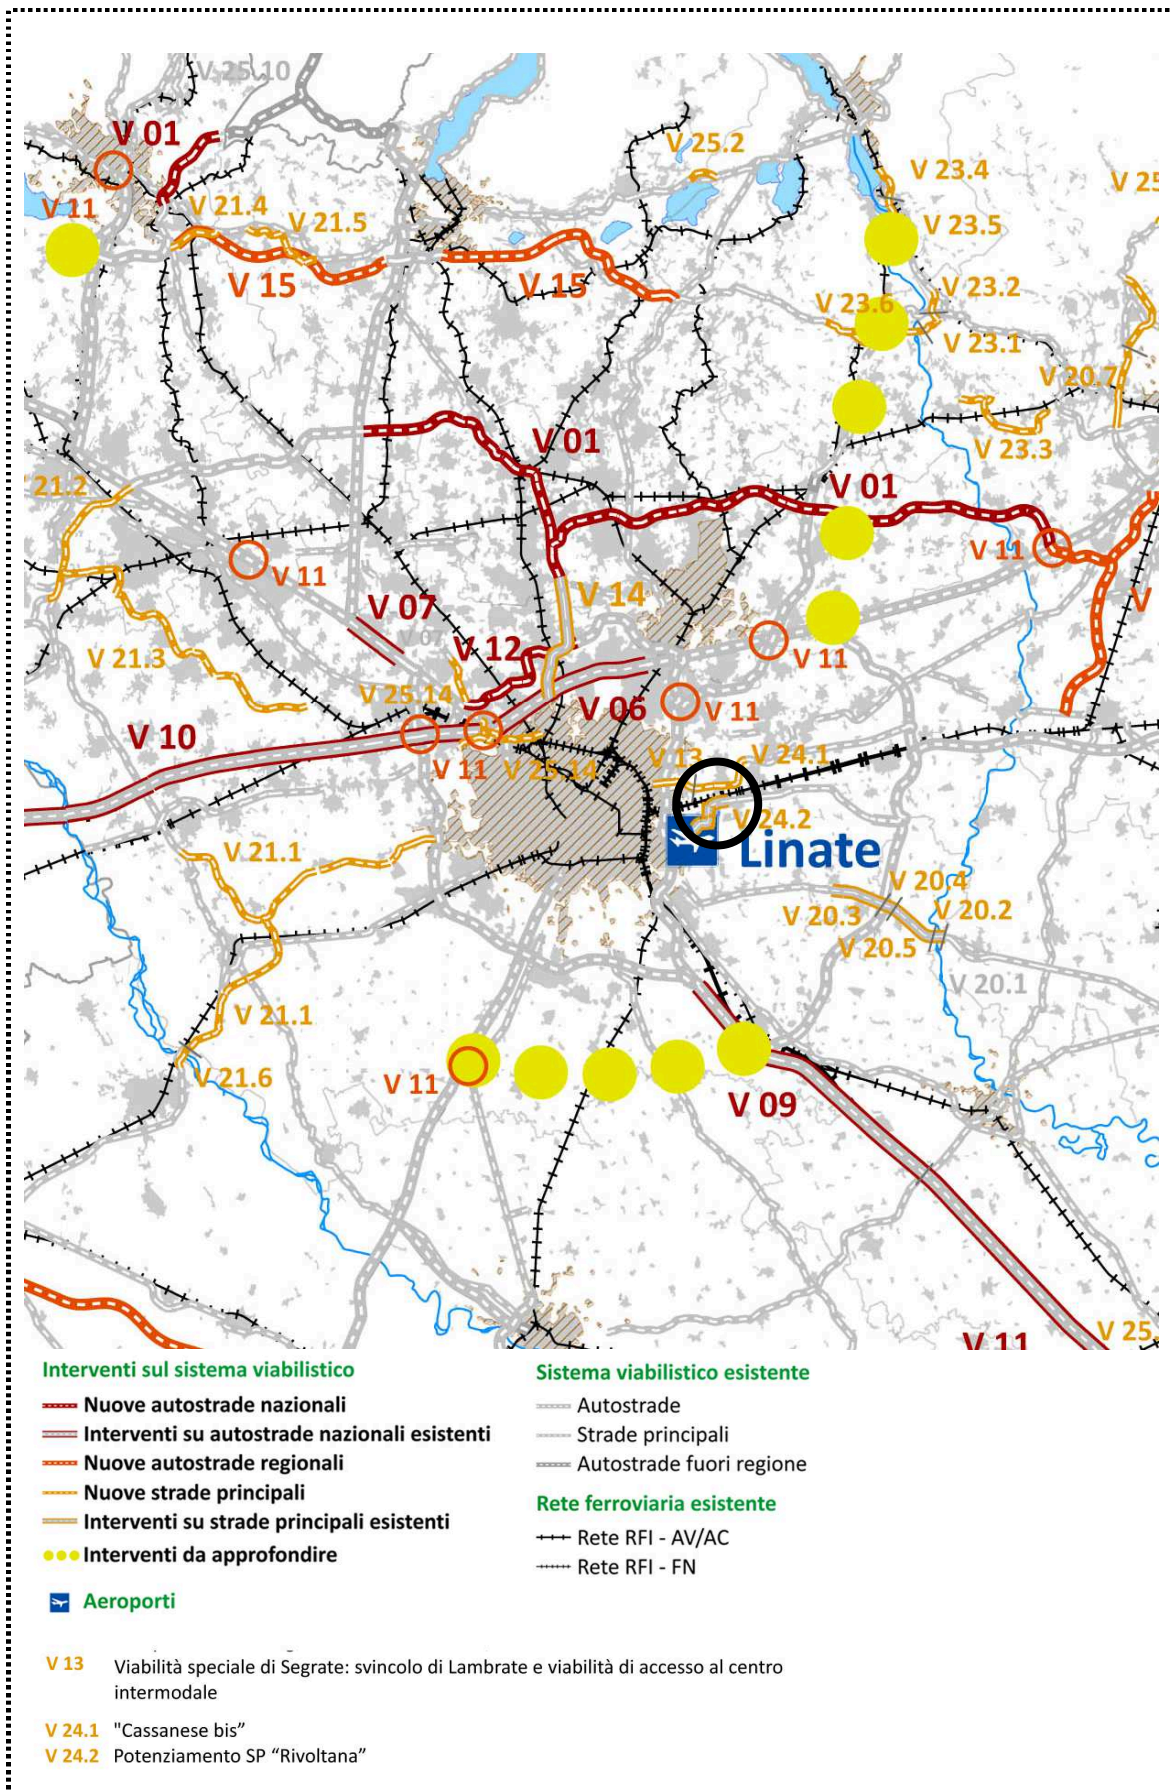 V 25.10
V 01
V 25.2
V 23.4
V 25
V 11
V 21.4
V 21.5
V 23.5
V 15
V 15
V 23.6
V 23.2
V 23.1
V 20.7
V 01
V 23.3
21.2
V 01
V 11
V 11
V 07
V 07
V 14
V
V 21.3
V 12
V 11
V 25.14
V 06
V 11
V 10
V 11
V 25.14
V 13
V 24.1
V 24.2
Linate
V 21.1
V 20.4
V 20.3
V 20.2
V 20.5
V 20.1
V 21.1
V 21.6
V 11
V 09
V 11
V 25.
Interventi sul sistema viabilistico
Nuove autostrade nazionali
Interventi su autostrade nazionali esistenti
Nuove autostrade regionali
Nuove strade principali
Interventi su strade principali esistenti
Interventi da approfondire
Aeroporti
Sistema viabilistico esistente
Autostrade
Strade principali
Autostrade fuori regione
Rete ferroviaria esistente
Rete RFI - AV/AC
Rete RFI - FN
V 13 Viabilità speciale di Segrate: svincolo di Lambrate e viabilità di accesso al centro
intermodale
V 24.1 "Cassanese bis”
V 24.2 Potenziamento SP “Rivoltana”